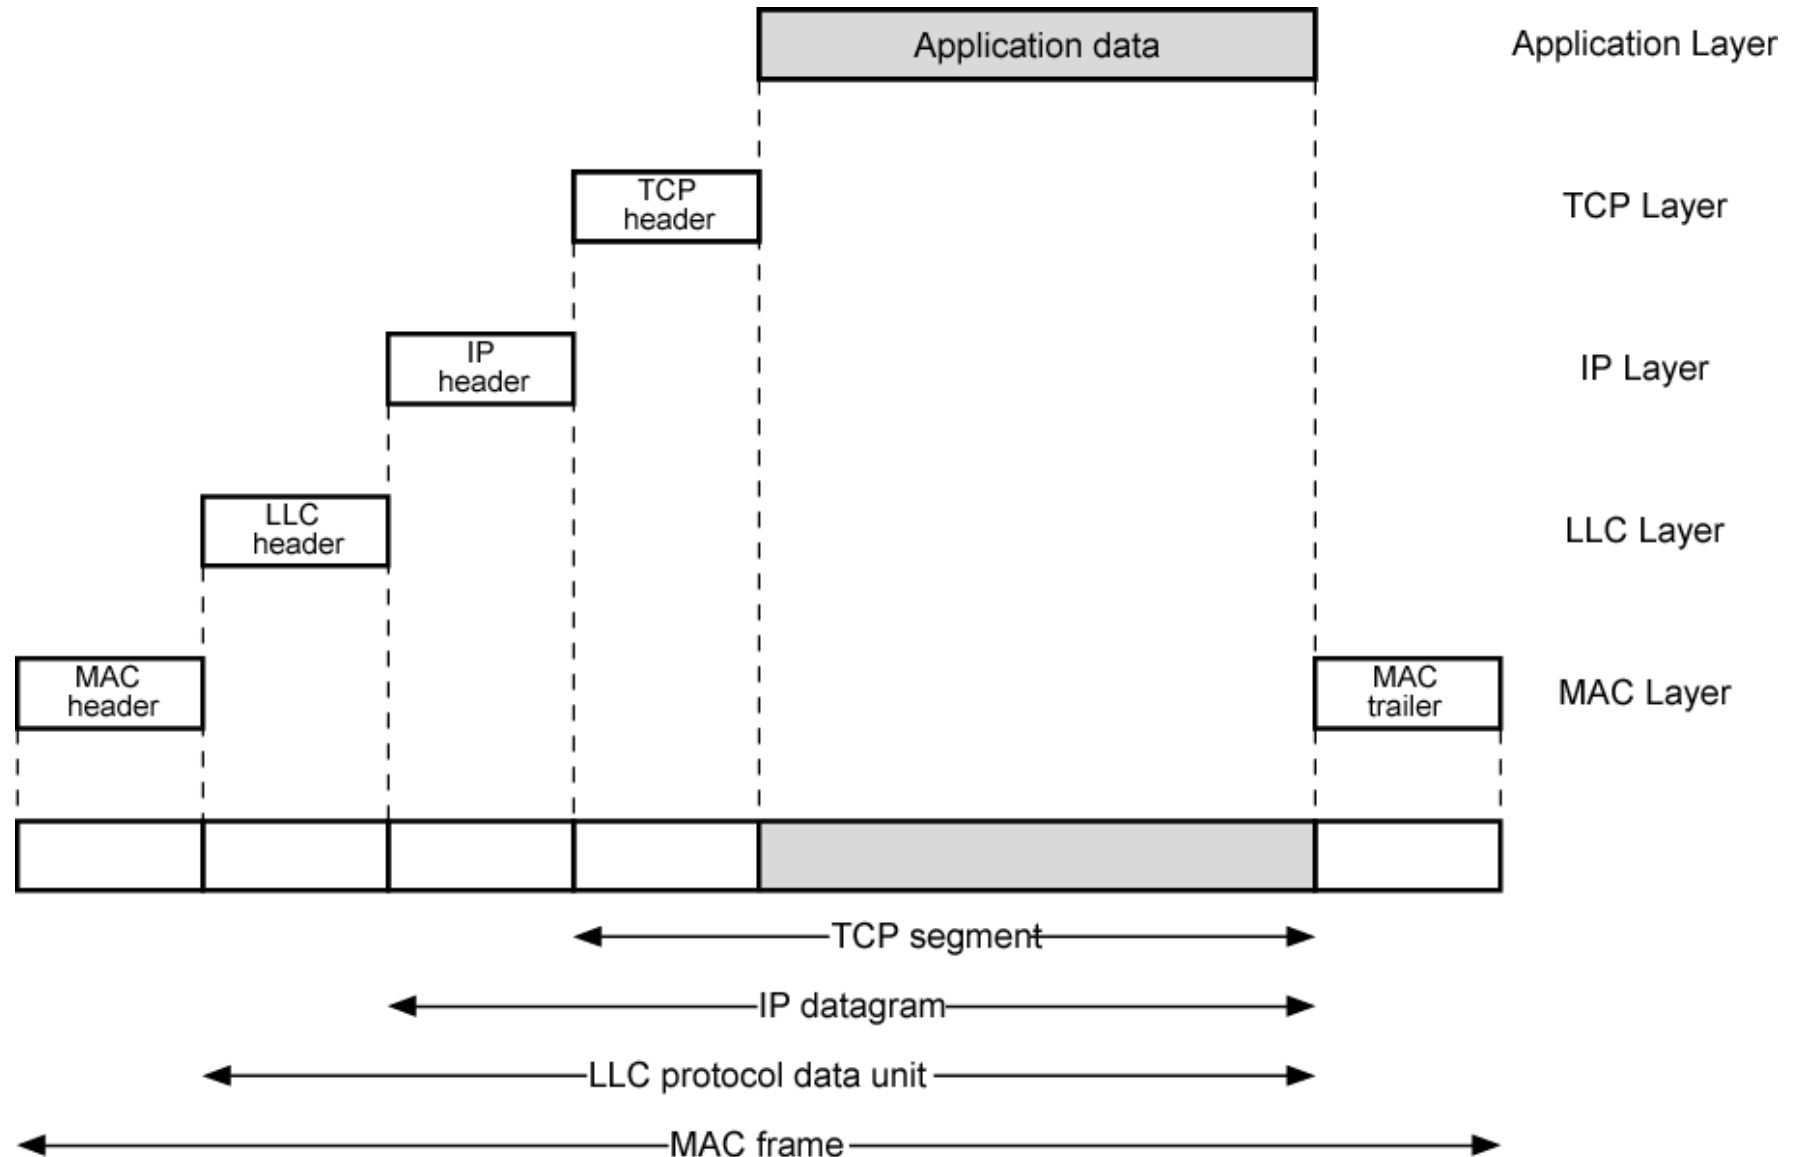 Application data
Application Layer
TCP
header
TCP Layer
IP
header
IP Layer
LLC
header
LLC Layer
MAC
header
MAC
trailer
MAC Layer
TCP segment
IP datagram
LLC protocol data unit
MAC frame